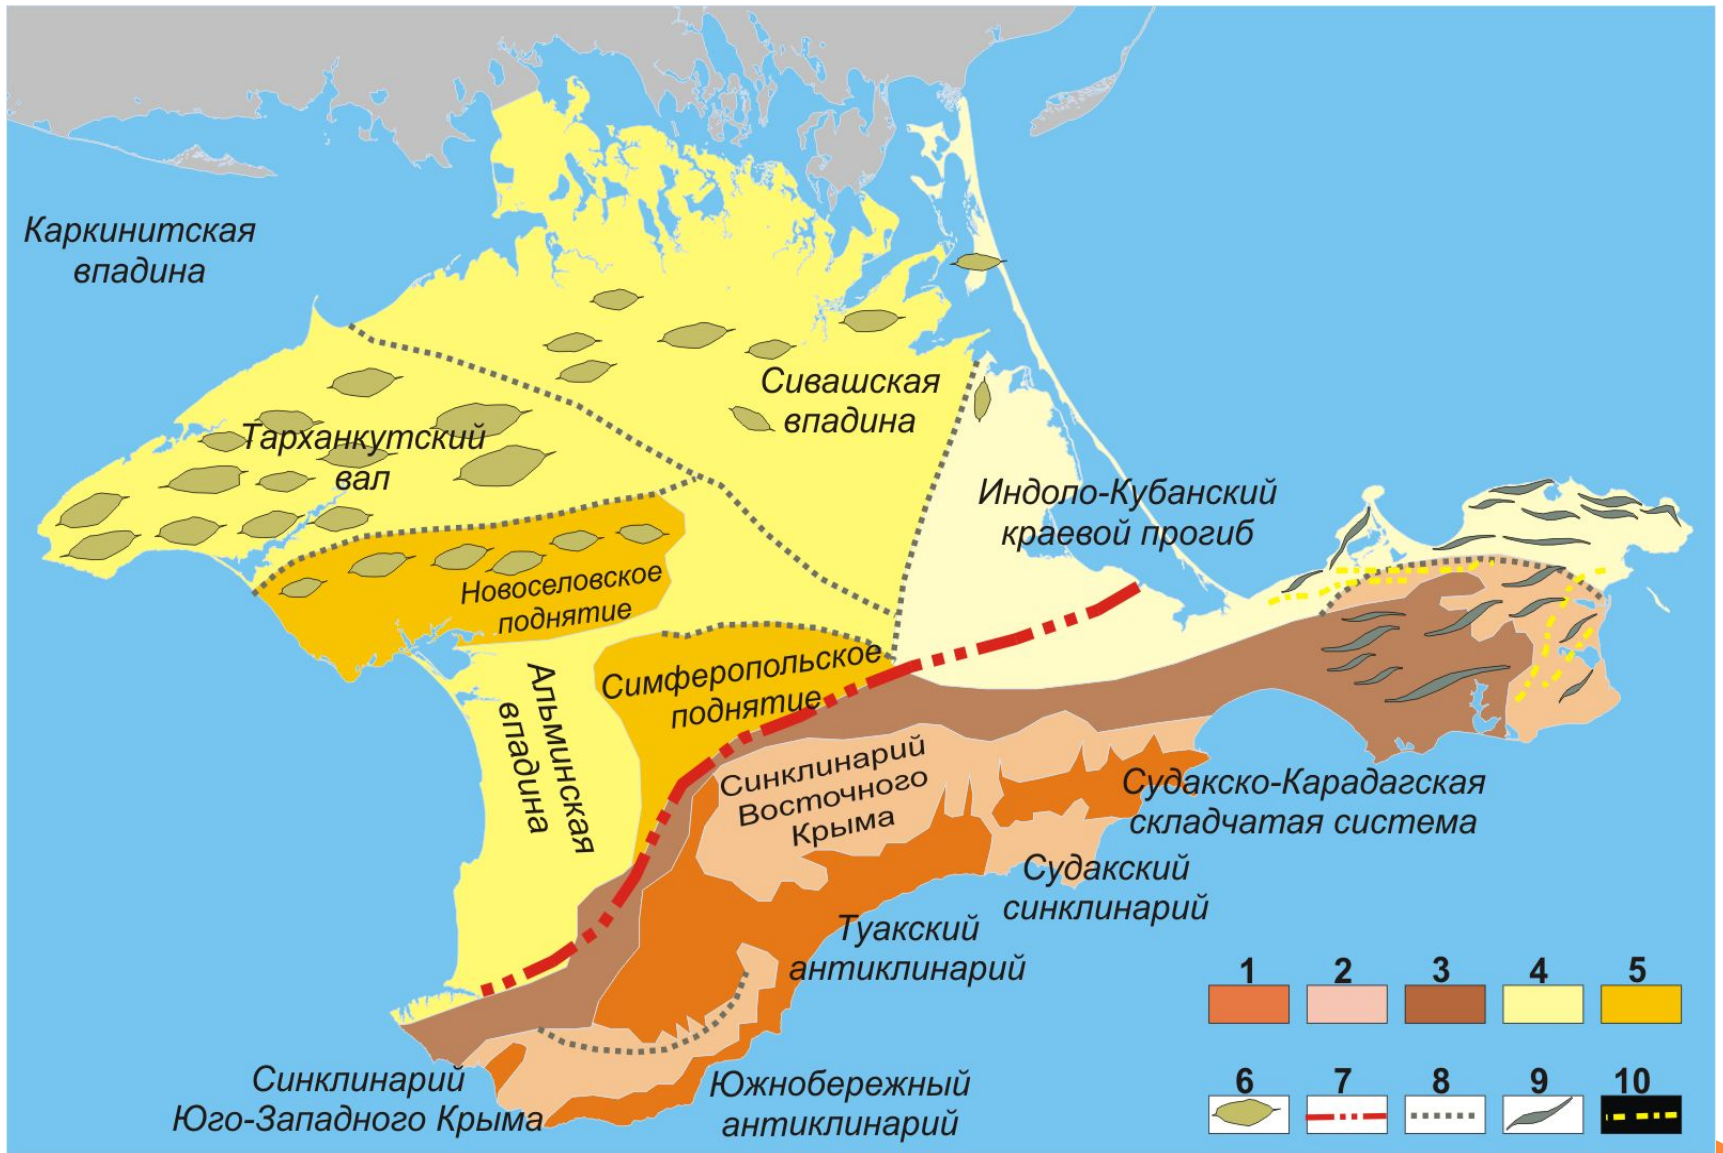 Каркинитская
впадина
Сивашская
впадина
Тарханкутский
вал
Индоло-Кубанский
краевой прогиб
Новоселовское
поднятие
Симферопольское
поднятие
Альминская
впадина
Синклинарий
Восточного
Крыма
Судакско-Карадагская
складчатая система
Судакский
синклинарий
Туакский
антиклинарий
Синклинарий
Юго-Западного Крыма
Южнобережный
антиклинарий
1 2 3 4 5
6 7 8 9 10